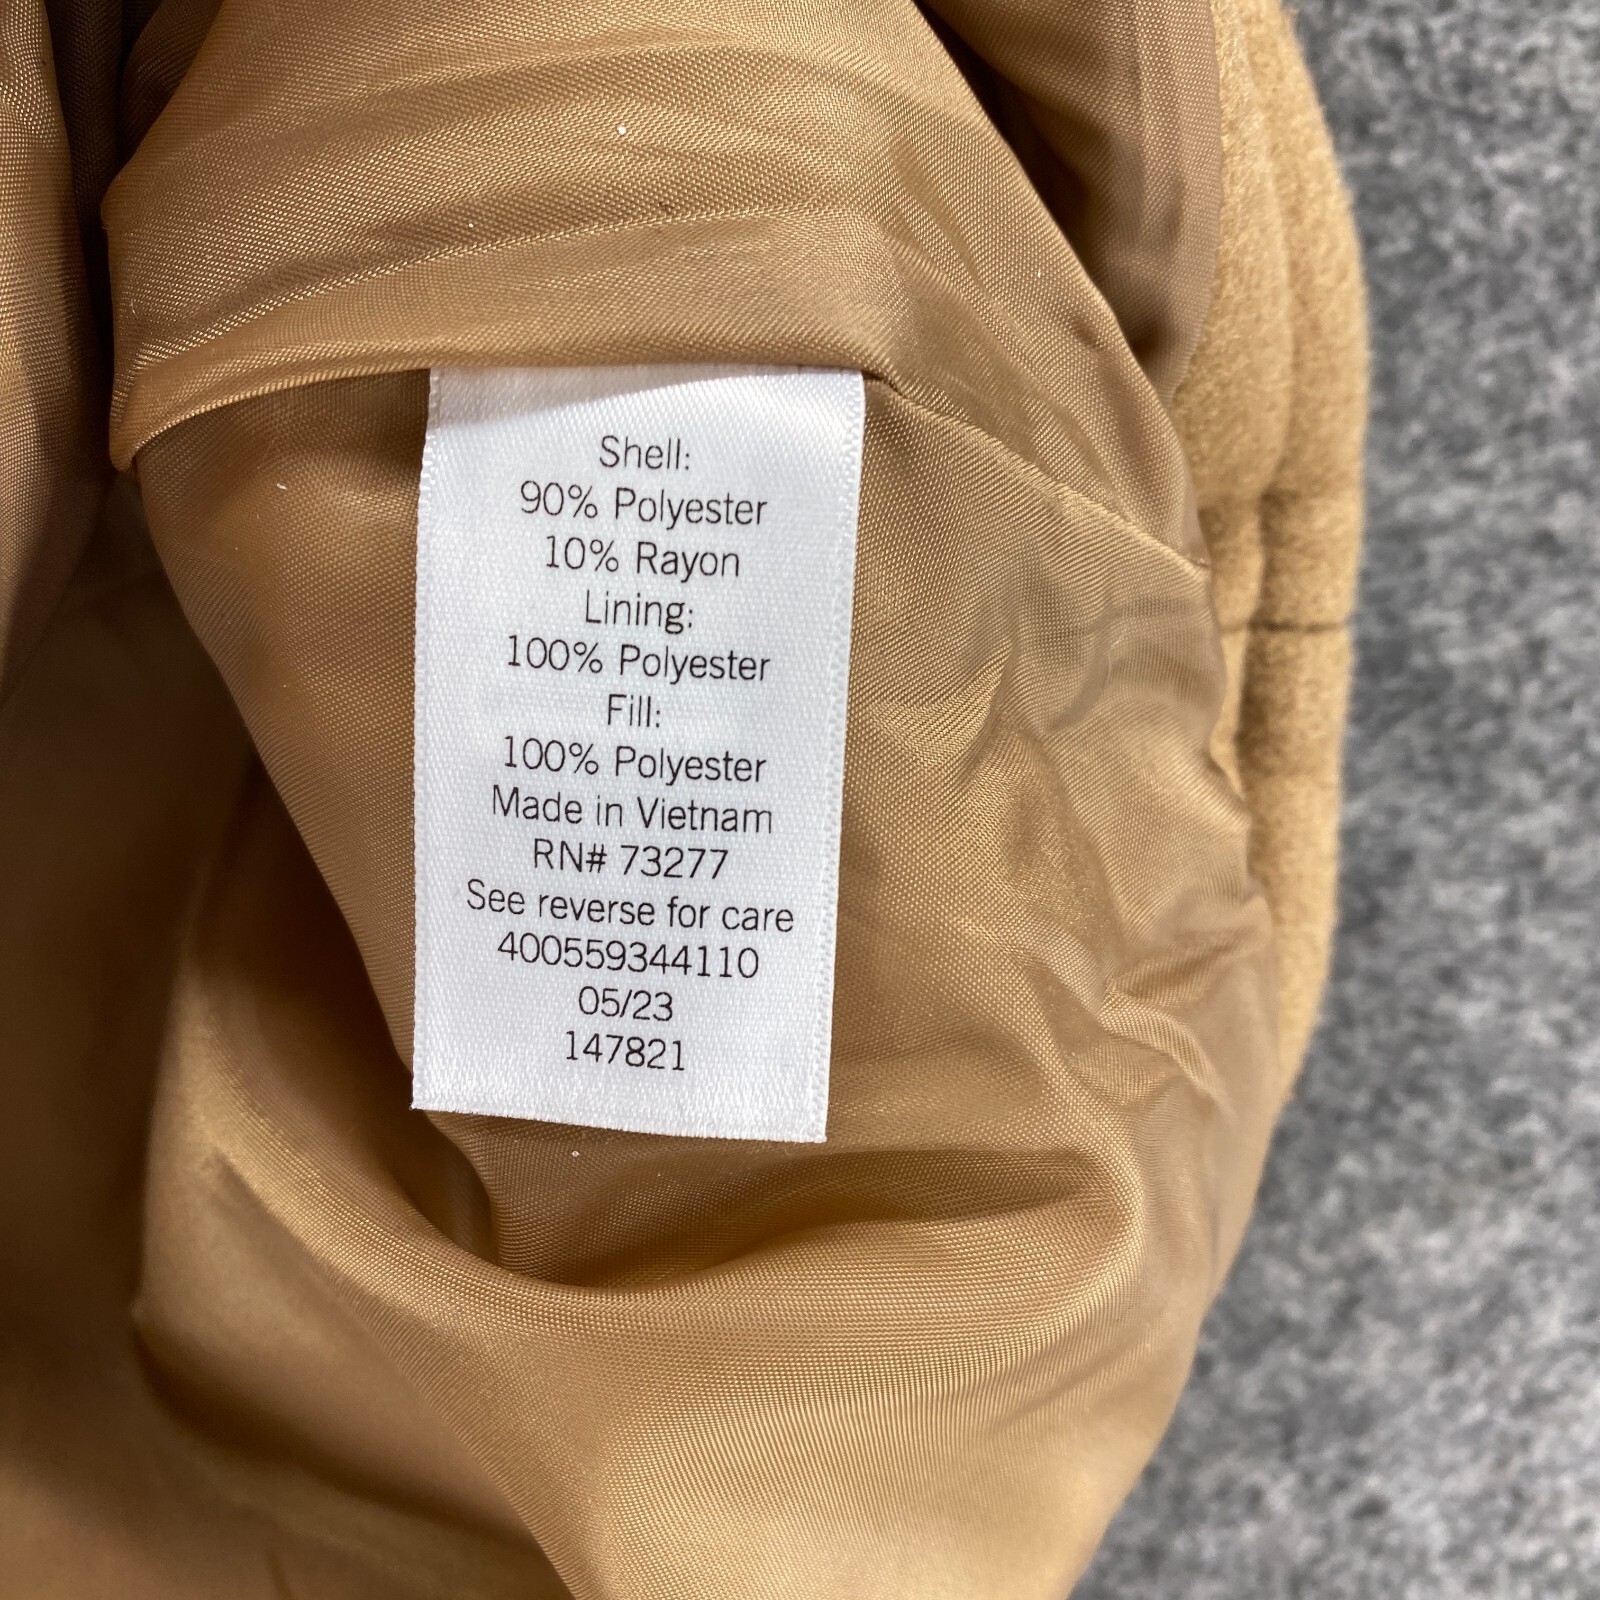 Shell:
90% Polyester
10% Rayon
Lining:
100% Polyester
Fill:
100% Polyester
Made in Vietnam
RN# 73277
See reverse for care
400559344110
05/23
147821